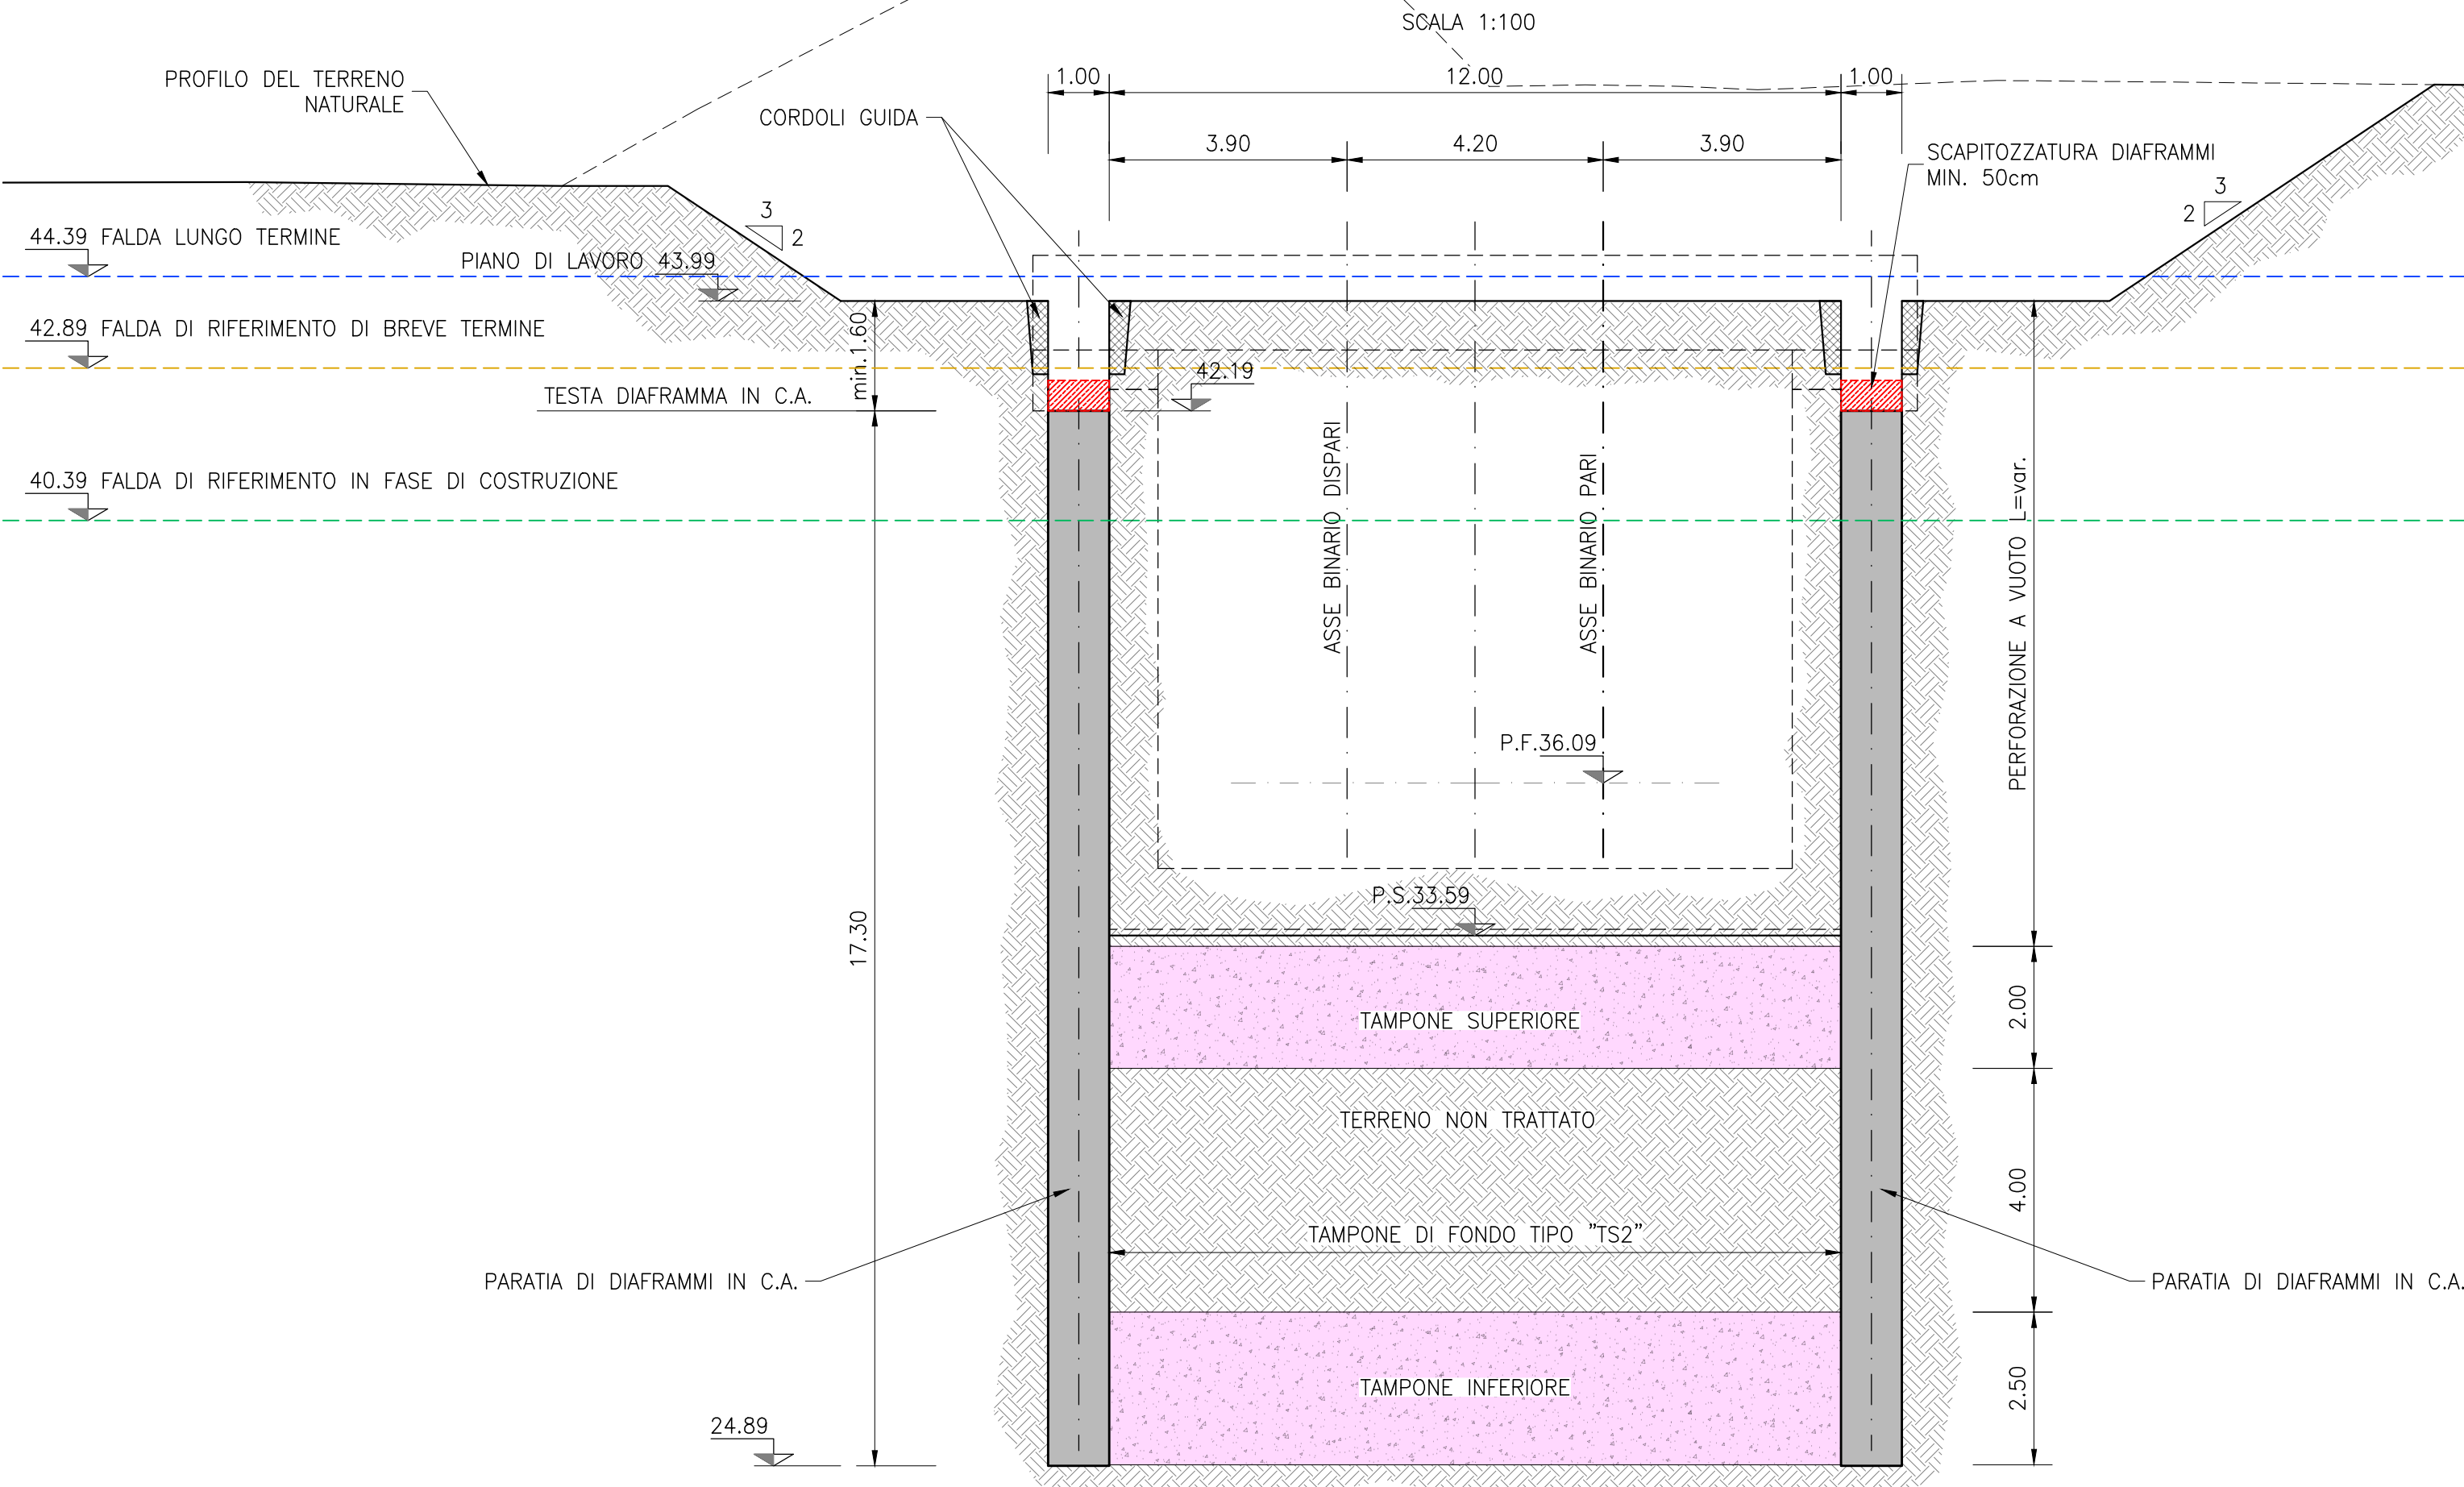 SCALA 1:100
PROFILO DEL TERRENO
NATURALE
1.00
12.00
1.00
CORDOLI GUIDA
3.90
4.20
3.90
SCAPITOZZATURA DIAFRAMMI
MIN. 50cm
3
2
3
2
44.39 FALDA LUNGO TERMINE
PIANO DI LAVORO 43.99
42.89 FALDA DI RIFERIMENTO DI BREVE TERMINE
min.1.60
42.19
TESTA DIAFRAMMA IN C.A.
40.39 FALDA DI RIFERIMENTO IN FASE DI COSTRUZIONE
ASSE BINARIO DISPARI
ASSE BINARIO PARI
PERFORAZIONE A VUOTO L=var.
P.F.36.09
P.S.33.59
17.30
TAMPONE SUPERIORE
2.00
TERRENO NON TRATTATO
4.00
TAMPONE DI FONDO TIPO "TS2"
PARATIA DI DIAFRAMMI IN C.A.
PARATIA DI DIAFRAMMI IN C.A.
TAMPONE INFERIORE
2.50
24.89